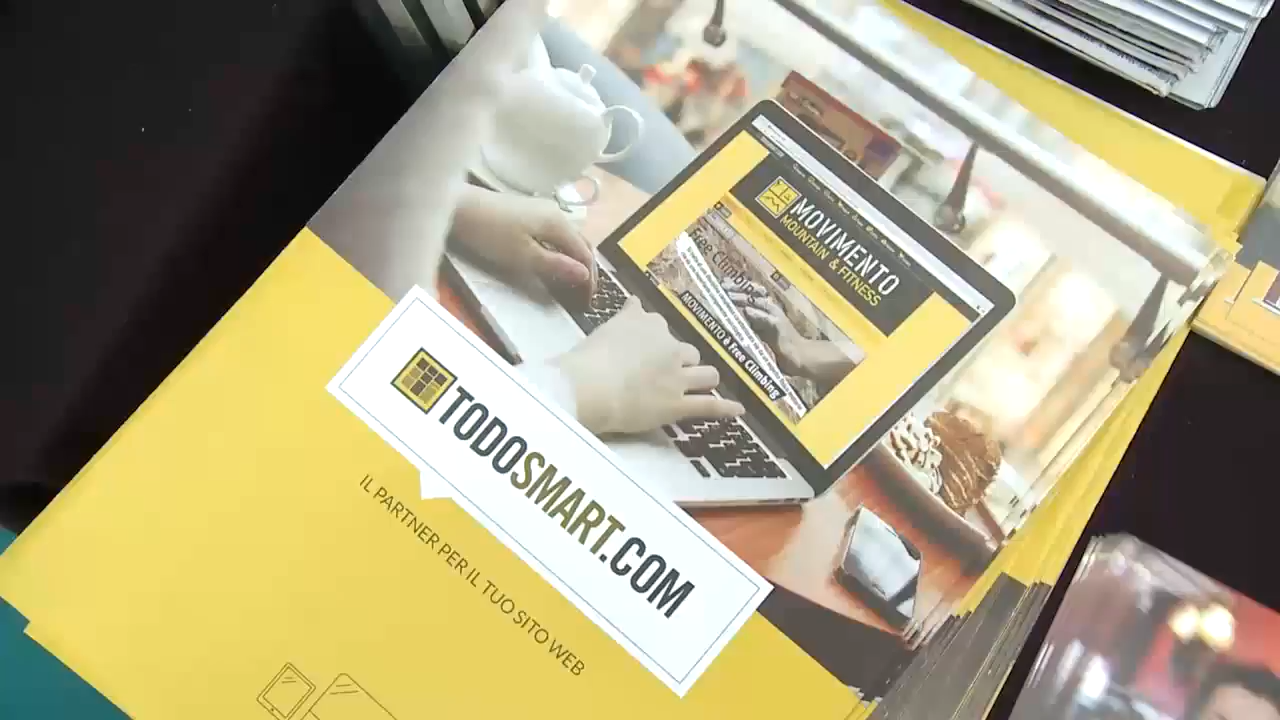 MOVIMENTO
MOUNTAIN & FITNESS
Free Climbing
MOVIMENTO è Free Climbing
TODOSMART.COM
IL PARTNER PER IL TUO SITO WEB